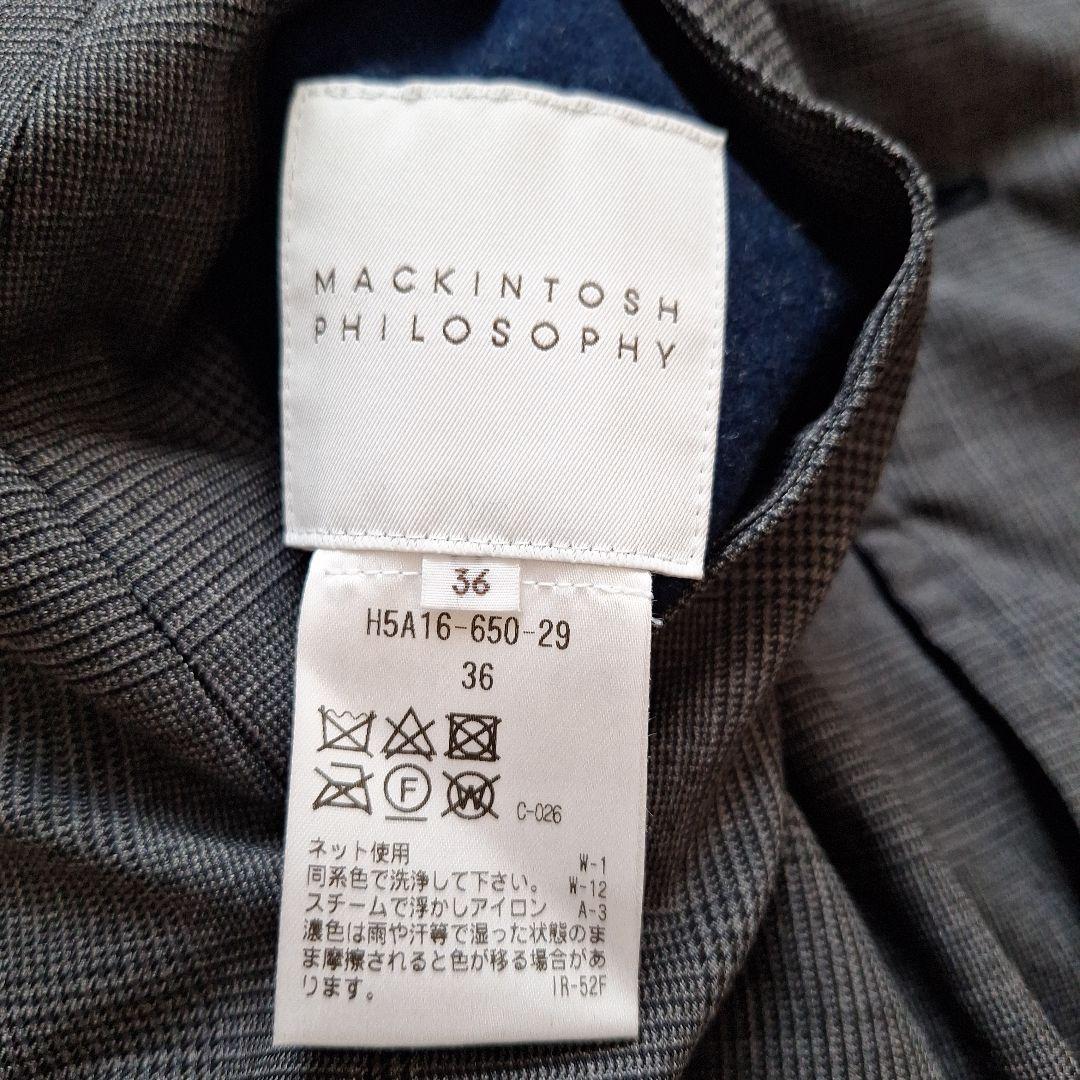 MACKINTOSH
PHILOSOPHY
36
H5A16-650-29
36
F W C-026
ネット使用 W-1
同系色で洗浄して下さい。 W-12
スチームで浮かしアイロン A-3
濃色は雨や汗等で湿った状態のま
ま摩擦されると色が移る場合があ
ります。 IR-52F